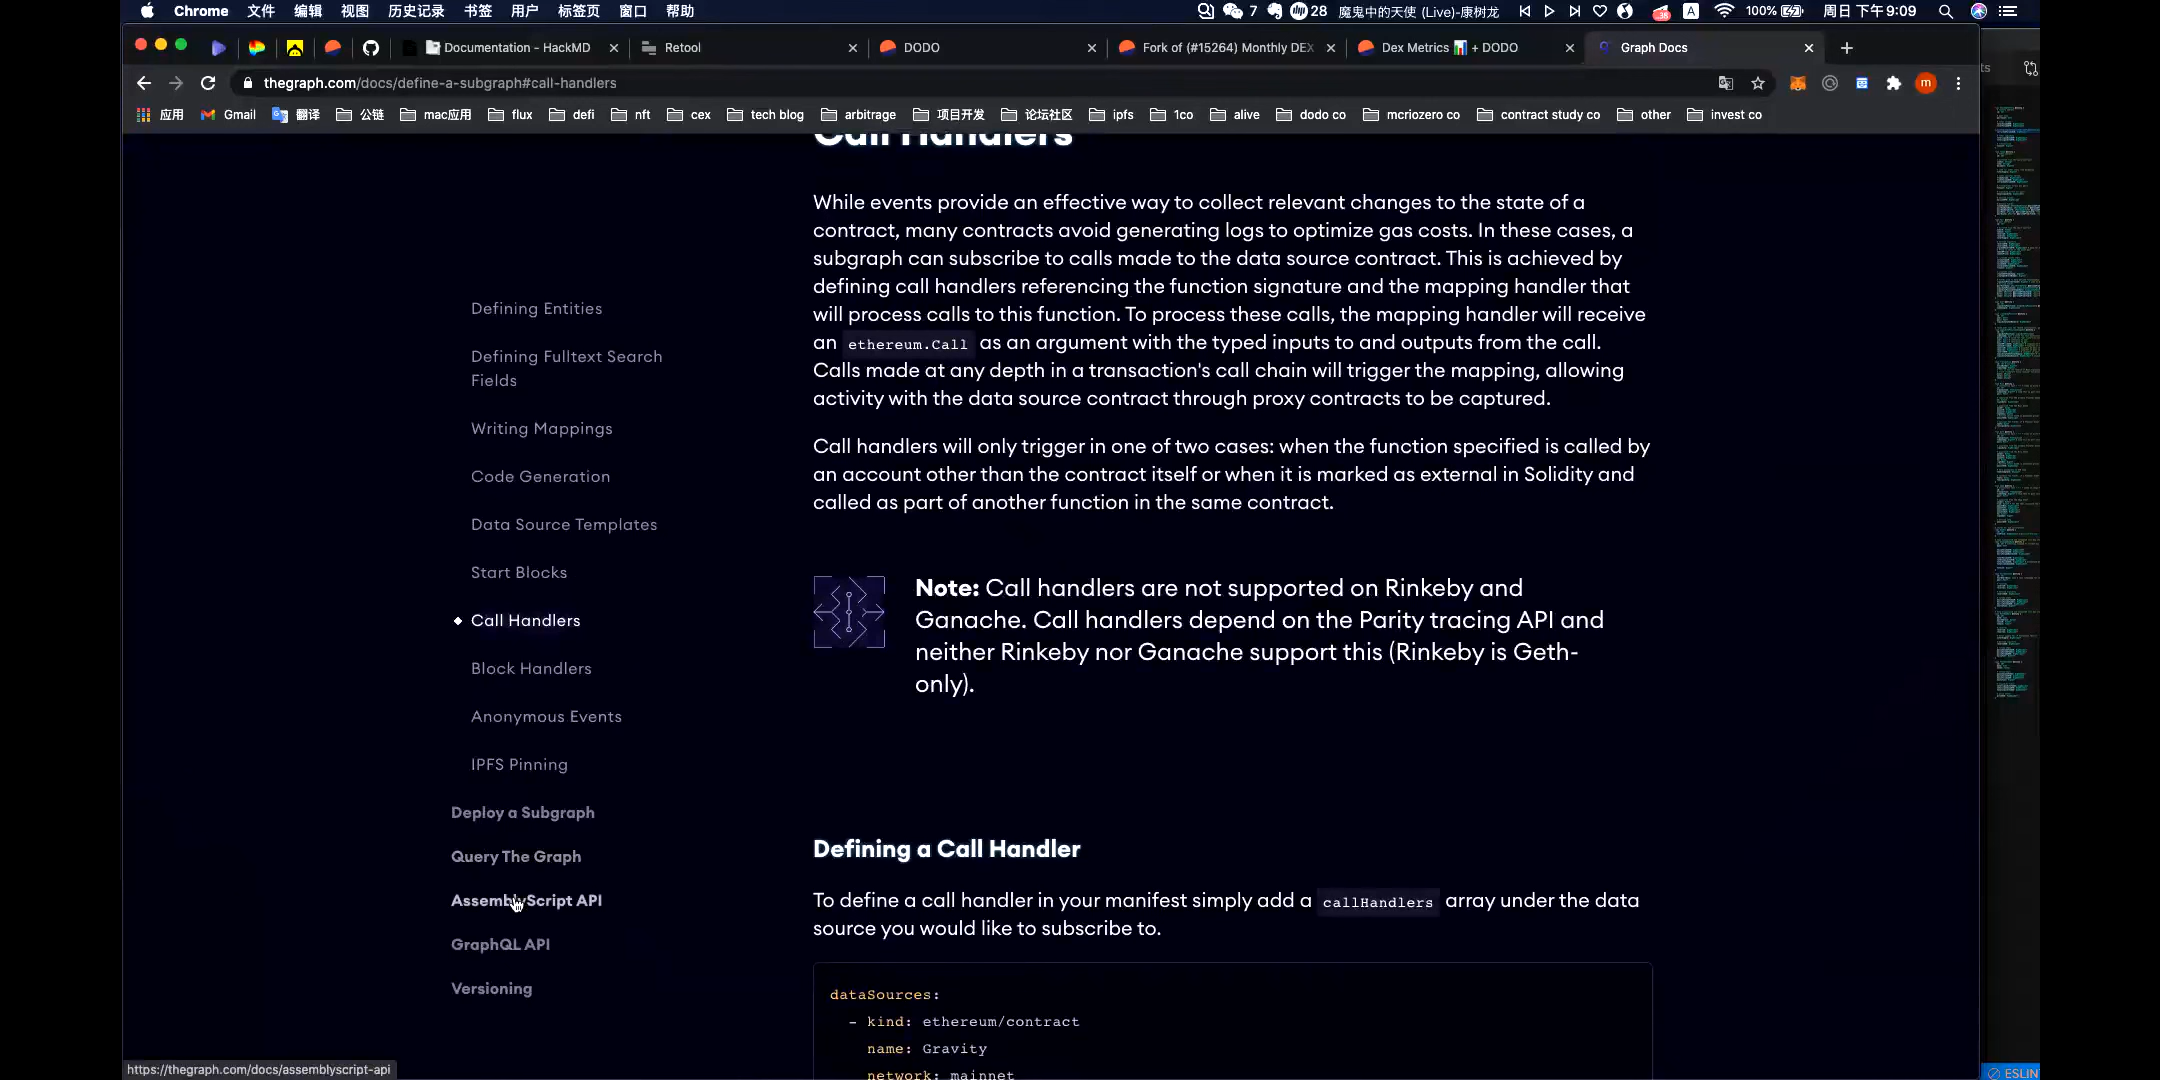 Chrome 文件 编辑 视图 历史记录 书签 用户 标签页 窗口 帮助 7 28 魔鬼中的天使 (Live)-康树龙 38 A 100% 周日 下午9:09
Documentation - HackMD Retool DODO Fork of (#15264) Monthly DEX Dex Metrics 📊 + DODO Graph Docs
thegraph.com/docs/define-a-subgraph#call-handlers m
应用 Gmail 翻译 公链 mac应用 flux defi nft cex tech blog arbitrage 项目开发 论坛社区 ipfs 1co alive dodo co mcriozero co contract study co other invest co
Call Handlers
While events provide an effective way to collect relevant changes to the state of a
contract, many contracts avoid generating logs to optimize gas costs. In these cases, a
subgraph can subscribe to calls made to the data source contract. This is achieved by
defining call handlers referencing the function signature and the mapping handler that
will process calls to this function. To process these calls, the mapping handler will receive
an ethereum.Call as an argument with the typed inputs to and outputs from the call.
Calls made at any depth in a transaction's call chain will trigger the mapping, allowing
activity with the data source contract through proxy contracts to be captured.
Call handlers will only trigger in one of two cases: when the function specified is called by
an account other than the contract itself or when it is marked as external in Solidity and
called as part of another function in the same contract.
Note: Call handlers are not supported on Rinkeby and
Ganache. Call handlers depend on the Parity tracing API and
neither Rinkeby nor Ganache support this (Rinkeby is Geth-
only).
Defining a Call Handler
To define a call handler in your manifest simply add a callHandlers array under the data
source you would like to subscribe to.
dataSources:
- kind: ethereum/contract
name: Gravity
network: mainnet
Defining Entities
Defining Fulltext Search
Fields
Writing Mappings
Code Generation
Data Source Templates
Start Blocks
Call Handlers
Block Handlers
Anonymous Events
IPFS Pinning
Deploy a Subgraph
Query The Graph
AssemblyScript API
GraphQL API
Versioning
https://thegraph.com/docs/assemblyscript-api
ESLIN